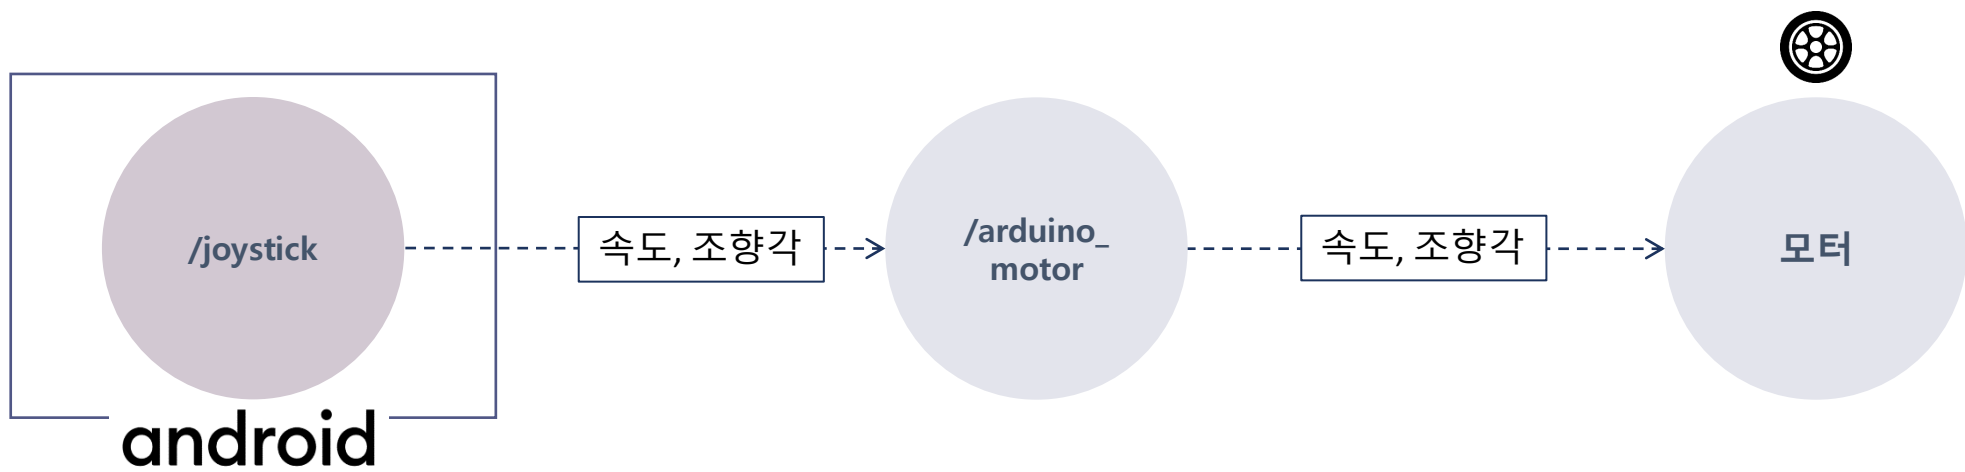 /joystick
속도, 조향각
/arduino_
motor
속도, 조향각
모터
android